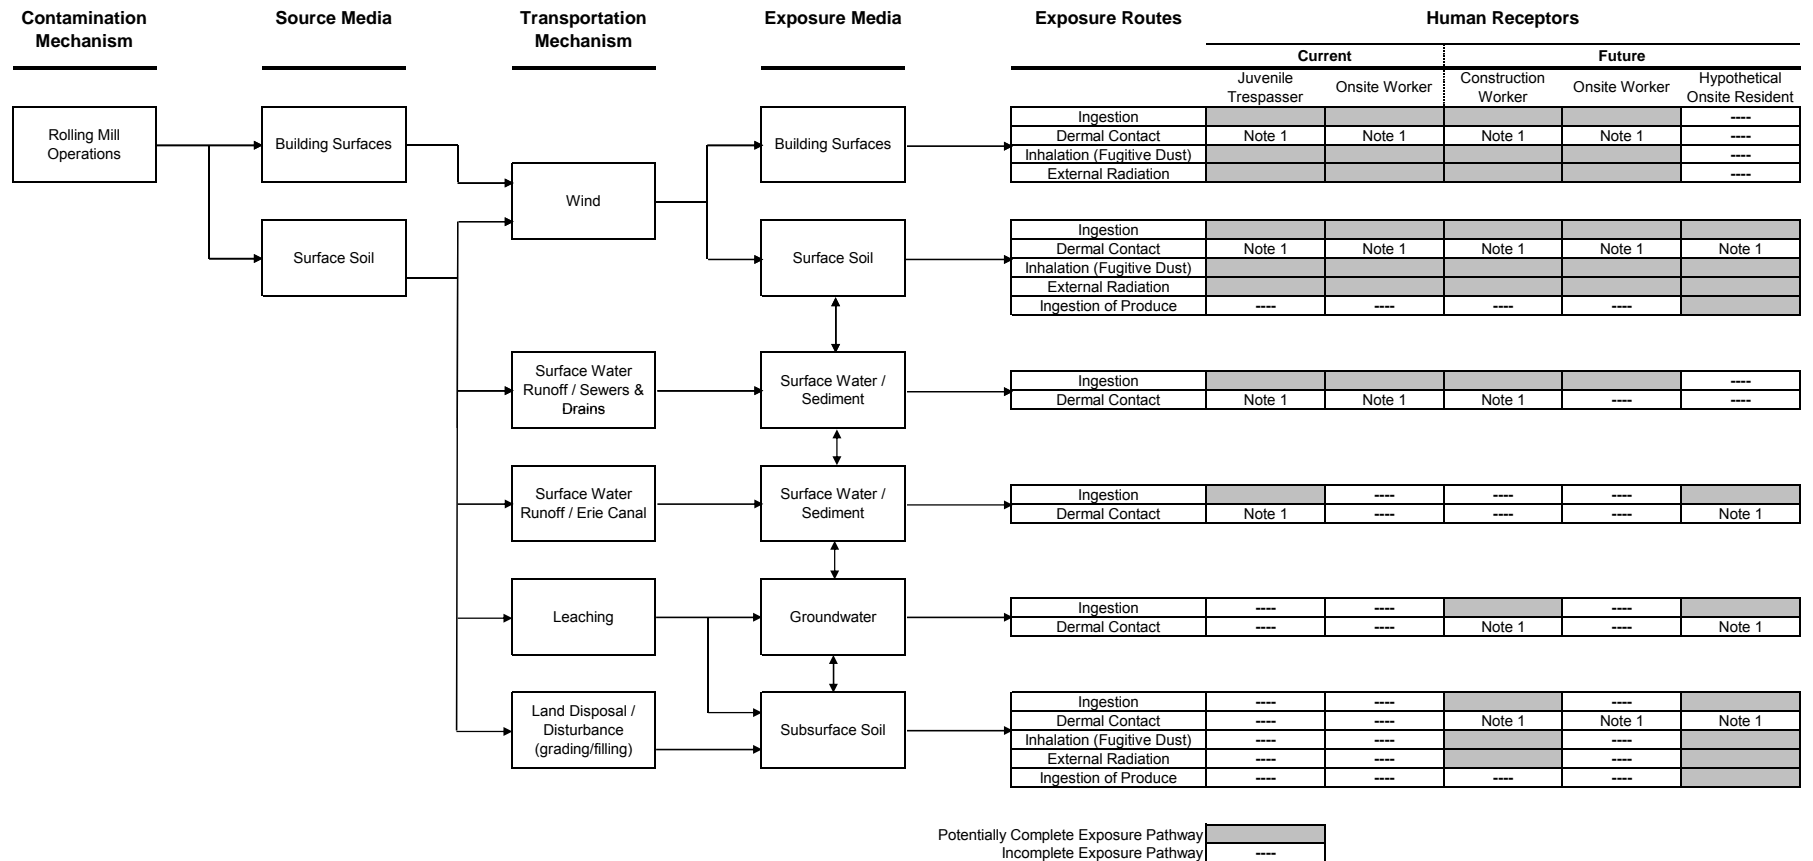 Contamination Mechanism
Source Media
Transportation Mechanism
Exposure Media
Exposure Routes
Human Receptors
Current
Future
Juvenile Trespasser
Onsite Worker
Construction Worker
Onsite Worker
Hypothetical Onsite Resident
Rolling Mill
Operations
Building Surfaces
Surface Soil
Wind
Surface Water
Runoff / Sewers &
Drains
Surface Water
Runoff / Erie Canal
Leaching
Land Disposal /
Disturbance
(grading/filling)
Building Surfaces
Ingestion ----
Dermal Contact Note 1 Note 1 Note 1 Note 1 ----
Inhalation (Fugitive Dust) ----
External Radiation ----
Surface Soil
Ingestion
Dermal Contact Note 1 Note 1 Note 1 Note 1 Note 1
Inhalation (Fugitive Dust)
External Radiation
Ingestion of Produce ---- ---- ---- ----
Surface Water /
Sediment
Ingestion ----
Dermal Contact Note 1 Note 1 Note 1 ---- ----
Surface Water /
Sediment
Ingestion ---- ---- ----
Dermal Contact Note 1 ---- ---- ---- Note 1
Groundwater
Ingestion ---- ---- ----
Dermal Contact ---- ---- Note 1 ---- Note 1
Subsurface Soil
Ingestion ---- ---- ----
Dermal Contact ---- ---- Note 1 Note 1 Note 1
Inhalation (Fugitive Dust) ---- ---- ----
External Radiation ---- ---- ----
Ingestion of Produce ---- ---- ---- ----
Potentially Complete Exposure Pathway
Incomplete Exposure Pathway ----